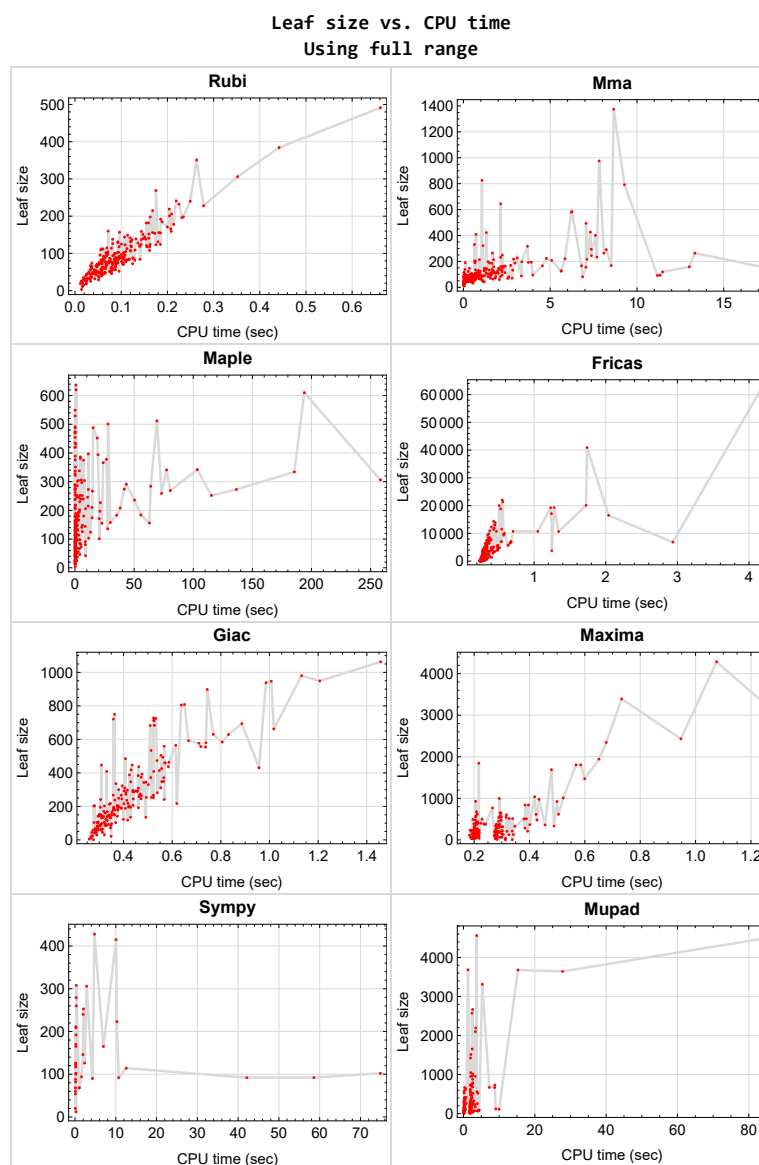 Leaf size vs. CPU time
Using full range
Rubi
Leaf size
500
400
300
200
100
0
0.0 0.1 0.2 0.3 0.4 0.5 0.6
CPU time (sec)
Mma
Leaf size
1400
1200
1000
800
600
400
200
0
0 5 10 15
CPU time (sec)
Maple
Leaf size
600
500
400
300
200
100
0
0 50 100 150 200 250
CPU time (sec)
Fricas
Leaf size
60 000
50 000
40 000
30 000
20 000
10 000
0
1 2 3 4
CPU time (sec)
Giac
Leaf size
1000
800
600
400
200
0
0.4 0.6 0.8 1.0 1.2 1.4
CPU time (sec)
Maxima
Leaf size
4000
3000
2000
1000
0
0.2 0.4 0.6 0.8 1.0 1.2
CPU time (sec)
Sympy
Leaf size
400
300
200
100
0
0 10 20 30 40 50 60 70
CPU time (sec)
Mupad
Leaf size
4000
3000
2000
1000
0
0 20 40 60 80
CPU time (sec)